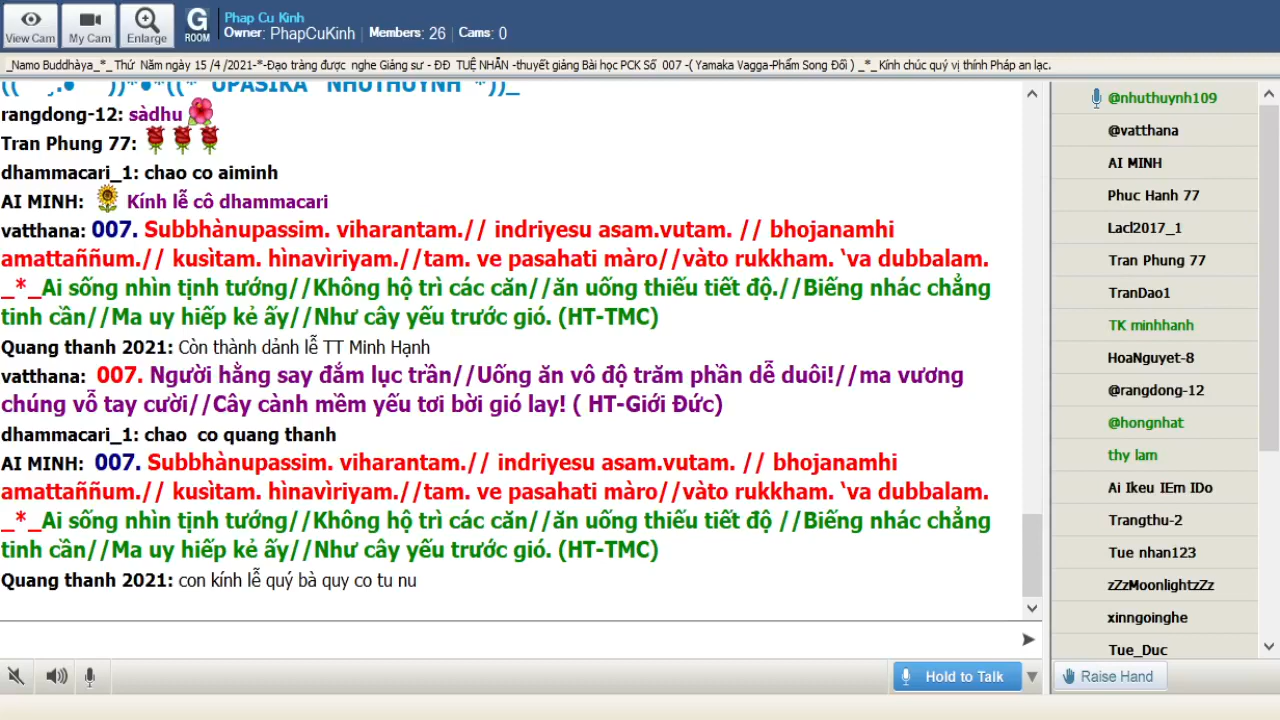 View Cam
My Cam
Enlarge
G
ROOM
Phap Cu Kinh
Owner: PhapCuKinh | Members: 26 | Cams: 0
_Namo Buddhàya_*_ Thứ Năm ngày 15 /4 /2021-*-Đạo tràng được nghe Giảng sư - ĐĐ TUỆ NHẪN -thuyết giảng Bài học PCK Số 007 -( Yamaka Vagga-Phẩm Song Đối ) _*_ Kính chúc quý vị thính Pháp an lạc.
UPASIKA NHUTHUYNH *))_
rangdong-12: sàdhu
Tran Phung 77:
dhammacari_1: chao co aiminh
AI MINH: Kính lễ cô dhammacari
vatthana: 007. Subbhànupassim. viharantam.// indriyesu asam.vutam. // bhojanamhi
amattaññum.// kusìtam. hìnavìriyam.//tam. ve pasahati màro//vàto rukkham. ‛va dubbalam.
_*_Ai sống nhìn tịnh tướng//Không hộ trì các căn//ăn uống thiếu tiết độ.//Biếng nhác chẳng
tinh cần//Ma uy hiếp kẻ ấy//Như cây yếu trước gió. (HT-TMC)
Quang thanh 2021: Còn thành dảnh lễ TT Minh Hạnh
vatthana: 007. Người hằng say đắm lục trần//Uống ăn vô độ trăm phần dễ duôi!//ma vương
chúng vỗ tay cười//Cây cành mềm yếu tơi bời gió lay! ( HT-Giới Đức)
dhammacari_1: chao co quang thanh
AI MINH: 007. Subbhànupassim. viharantam.// indriyesu asam.vutam. // bhojanamhi
amattaññum.// kusìtam. hìnavìriyam.//tam. ve pasahati màro//vàto rukkham. ‛va dubbalam.
_*_Ai sống nhìn tịnh tướng//Không hộ trì các căn//ăn uống thiếu tiết độ //Biếng nhác chẳng
tinh cần//Ma uy hiếp kẻ ấy//Như cây yếu trước gió. (HT-TMC)
Quang thanh 2021: con kính lễ quý bà quy co tu nu
Hold to Talk
@nhuthuynh109
@vatthana
AI MINH
Phuc Hanh 77
Lacl2017_1
Tran Phung 77
TranDao1
TK minhhanh
HoaNguyet-8
@rangdong-12
@hongnhat
thy lam
Ai Ikeu IEm IDo
Trangthu-2
Tue nhan123
zZzMoonlightzZz
xinngoinghe
Tue_Duc
Raise Hand